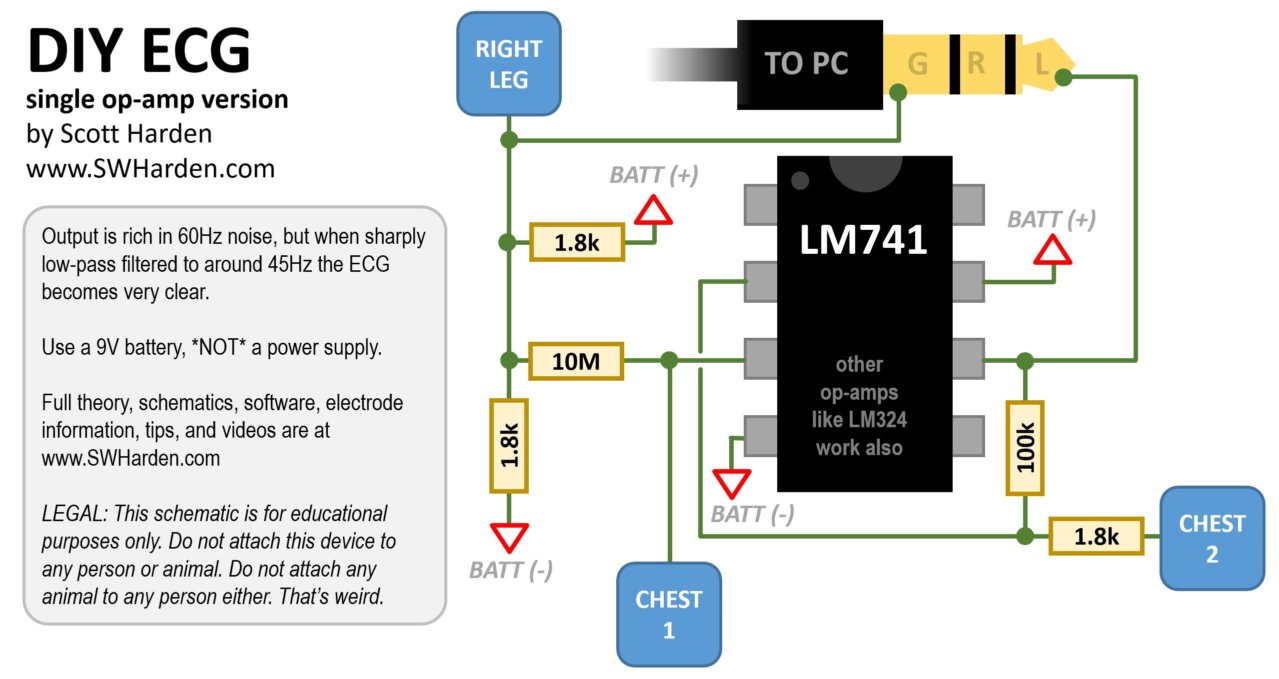 DIY ECG
single op-amp version
by Scott Harden
www.SWHarden.com
Output is rich in 60Hz noise, but when sharply
low-pass filtered to around 45Hz the ECG
becomes very clear.
Use a 9V battery, *NOT* a power supply.
Full theory, schematics, software, electrode
information, tips, and videos are at
www.SWHarden.com
LEGAL: This schematic is for educational
purposes only. Do not attach this device to
any person or animal. Do not attach any
animal to any person either. That's weird.
RIGHT
LEG
TO PC
G
R
L
BATT (+)
1.8k
LM741
BATT (+)
10M
other
op-amps
like LM324
work also
1.8k
100k
BATT (-)
BATT (-)
1.8k
CHEST
1
CHEST
2